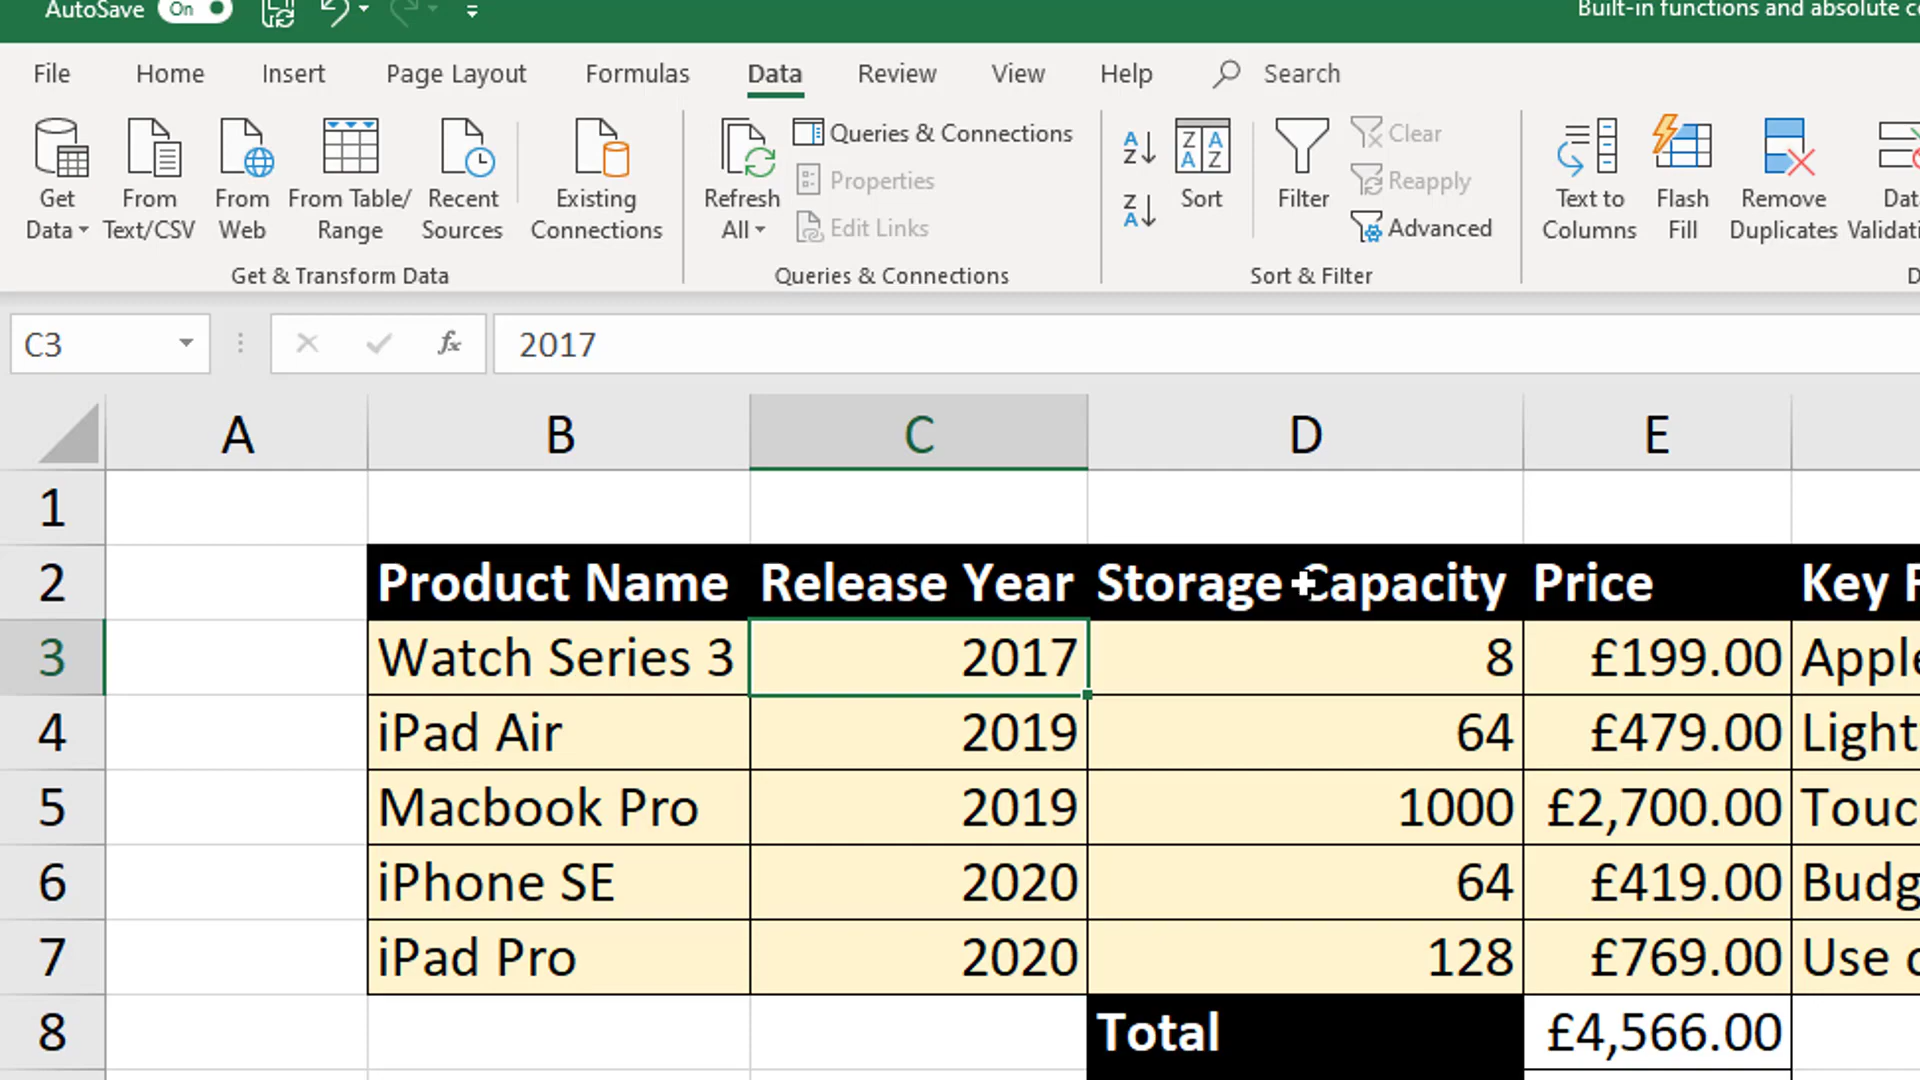 AutoSave On
Built-in functions and absolute
File Home Insert Page Layout Formulas Data Review View Help Search
Get Data
From Text/CSV
From Web
From Table/ Range
Recent Sources
Existing Connections
Get & Transform Data
Refresh All
Queries & Connections
Properties
Edit Links
Queries & Connections
Sort
Filter
Clear
Reapply
Advanced
Sort & Filter
Text to Columns
Flash Fill
Remove Duplicates
C3 fx 2017
A B C D E
1
2 Product Name Release Year Storage Capacity Price Key
3 Watch Series 3 2017 8 £199.00 Apple
4 iPad Air 2019 64 £479.00 Light
5 Macbook Pro 2019 1000 £2,700.00 Touc
6 iPhone SE 2020 64 £419.00 Budg
7 iPad Pro 2020 128 £769.00 Use
8 Total £4,566.00